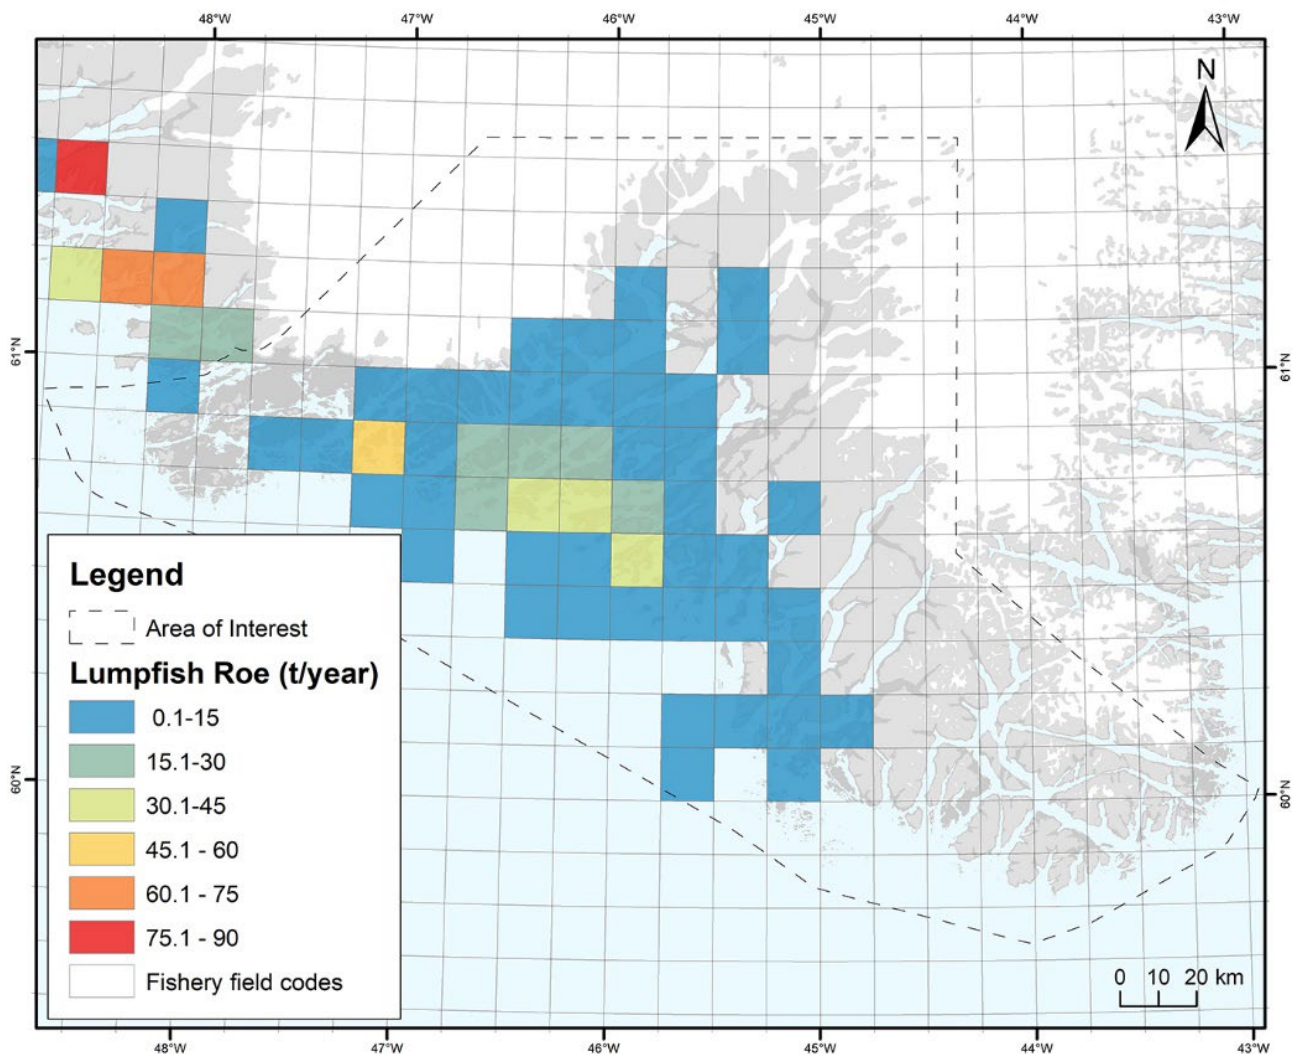 48°W 47°W 46°W 45°W 44°W 43°W
N
61°N 61°N
Legend
Area of Interest
Lumpfish Roe (t/year)
0.1-15
15.1-30
30.1-45
45.1 - 60
60.1 - 75
75.1 - 90
Fishery field codes
60°N 60°N
0 10 20 km
48°W 47°W 46°W 45°W 44°W 43°W